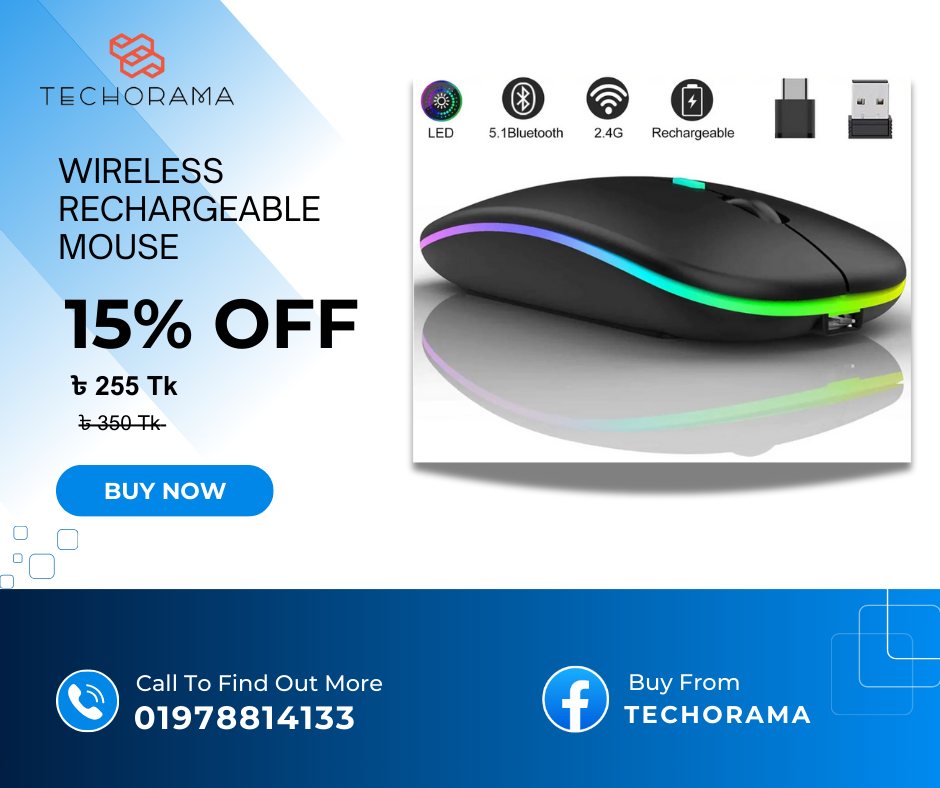 TECHORAMA
WIRELESS
RECHARGEABLE
MOUSE
15% OFF
৳ 255 Tk
৳ 350 Tk
BUY NOW
LED
5.1Bluetooth
2.4G
Rechargeable
Call To Find Out More
01978814133
Buy From
TECHORAMA